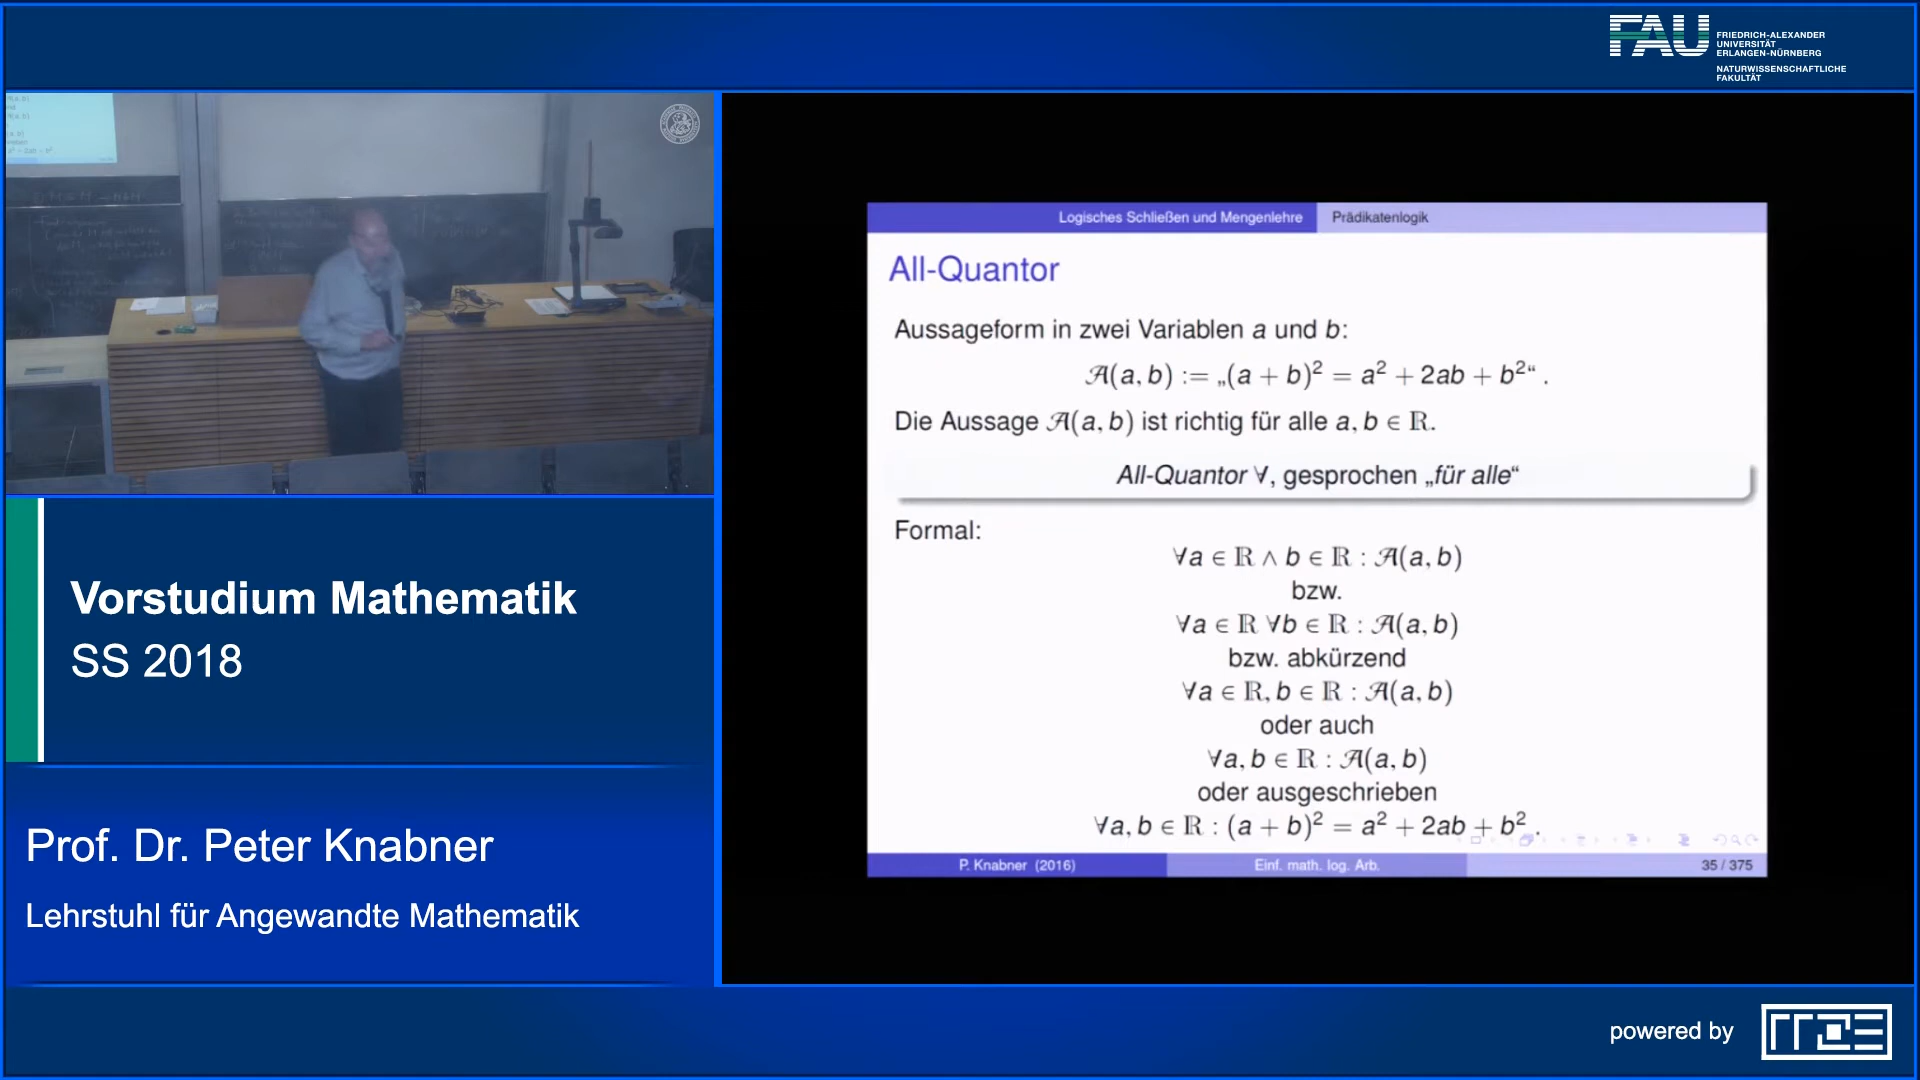 FAU FRIEDRICH-ALEXANDER
UNIVERSITÄT
ERLANGEN-NÜRNBERG
NATURWISSENSCHAFTLICHE
FAKULTÄT
Vorstudium Mathematik
SS 2018
Prof. Dr. Peter Knabner
Lehrstuhl für Angewandte Mathematik
Logisches Schließen und Mengenlehre Prädikatenlogik
All-Quantor
Aussageform in zwei Variablen a und b:
𝒜(a, b) := „(a + b)² = a² + 2ab + b²“ .
Die Aussage 𝒜(a, b) ist richtig für alle a, b ∈ ℝ.
All-Quantor ∀, gesprochen „für alle“
Formal:
∀a ∈ ℝ ∧ b ∈ ℝ : 𝒜(a, b)
bzw.
∀a ∈ ℝ ∀b ∈ ℝ : 𝒜(a, b)
bzw. abkürzend
∀a ∈ ℝ, b ∈ ℝ : 𝒜(a, b)
oder auch
∀a, b ∈ ℝ : 𝒜(a, b)
oder ausgeschrieben
∀a, b ∈ ℝ : (a + b)² = a² + 2ab + b² .
P. Knabner (2016) Einf. math. log. Arb. 35 / 375
powered by